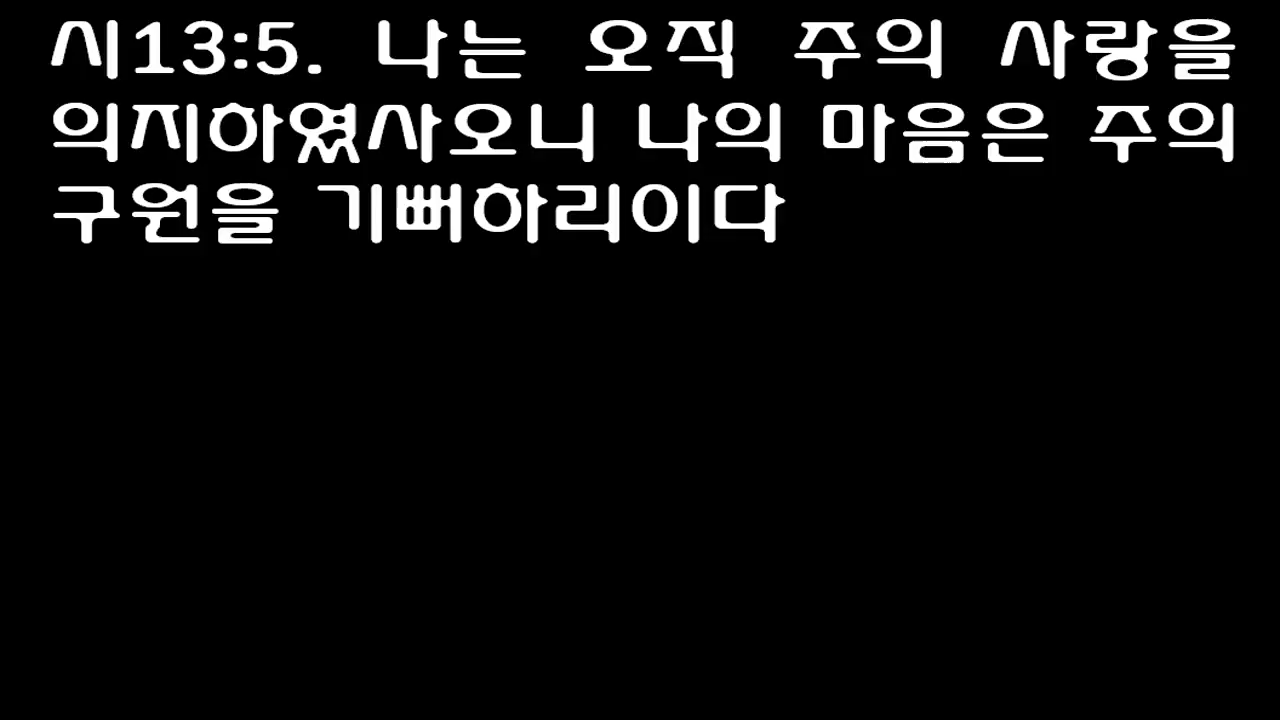 시13:5. 나는 오직 주의 사랑을
의지하였사오니 나의 마음은 주의
구원을 기뻐하리이다